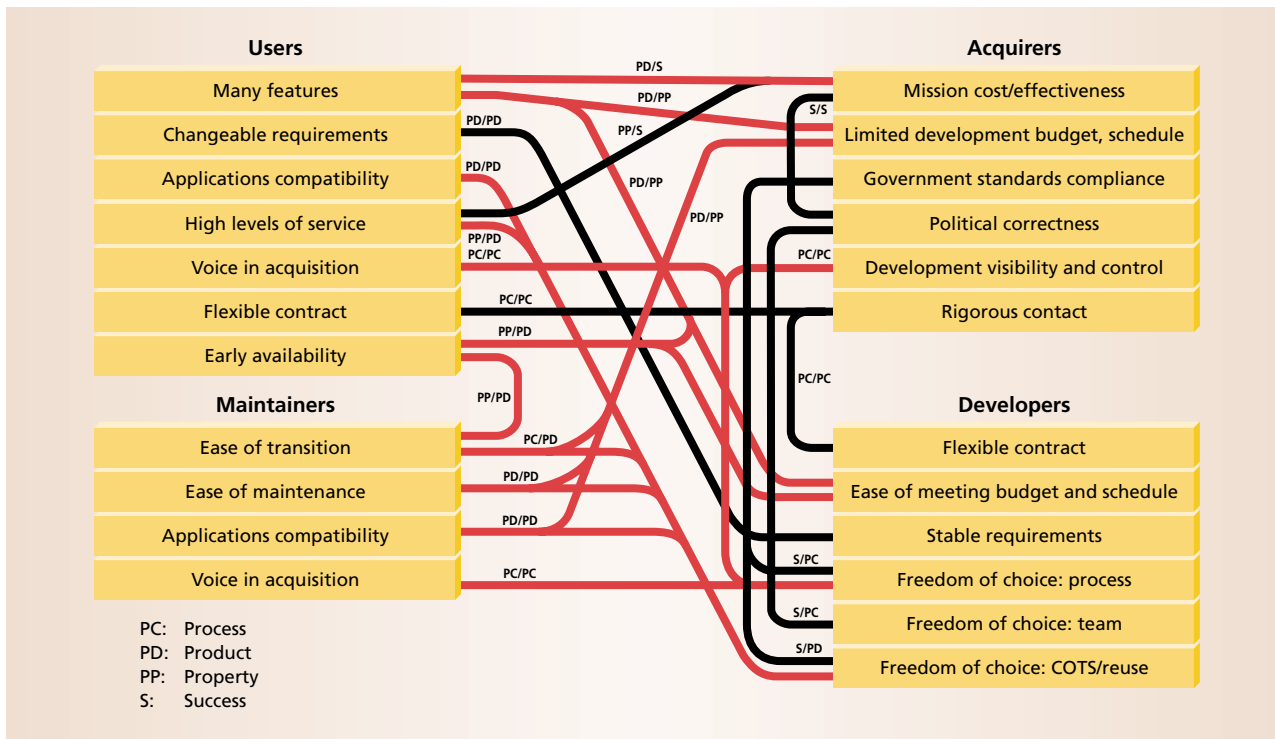 Users
Many features
Changeable requirements
Applications compatibility
High levels of service
Voice in acquisition
Flexible contract
Early availability
Maintainers
Ease of transition
Ease of maintenance
Applications compatibility
Voice in acquisition
PC: Process
PD: Product
PP: Property
S: Success
PD/S
PD/PP
S/S
PD/PD
PP/S
PD/PD
PD/PP
PD/PP
PP/PD
PC/PC
PC/PC
PC/PC
PP/PD
PC/PC
PP/PD
PC/PD
PD/PD
PD/PD
S/PC
PC/PC
S/PC
S/PD
Acquirers
Mission cost/effectiveness
Limited development budget, schedule
Government standards compliance
Political correctness
Development visibility and control
Rigorous contact
Developers
Flexible contract
Ease of meeting budget and schedule
Stable requirements
Freedom of choice: process
Freedom of choice: team
Freedom of choice: COTS/reuse